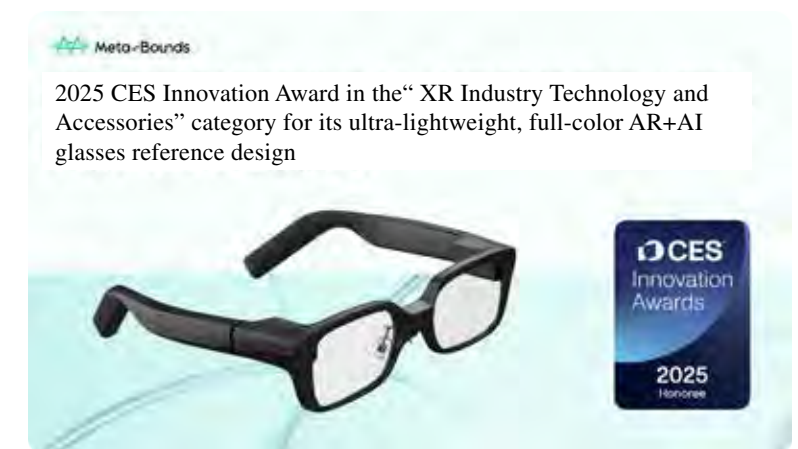 Meta-Bounds
2025 CES Innovation Award in the“ XR Industry Technology and
Accessories” category for its ultra-lightweight, full-color AR+AI
glasses reference design
CES
Innovation
Awards
2025
Honoree